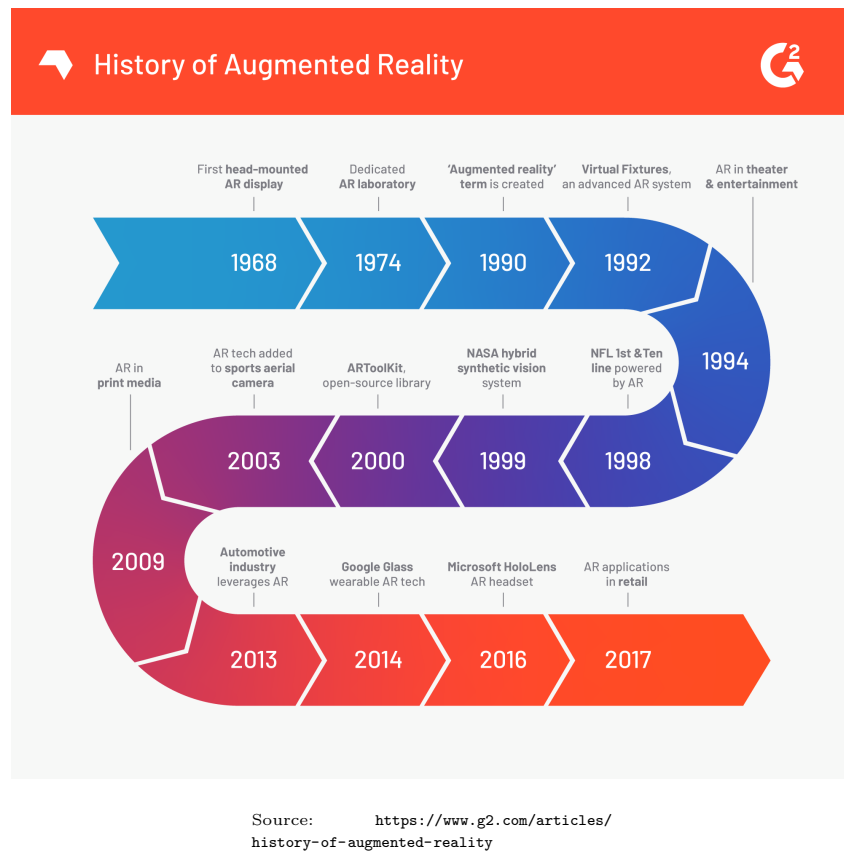 History of Augmented Reality
G2
First head-mounted
AR display
Dedicated
AR laboratory
‘Augmented reality’
term is created
Virtual Fixtures,
an advanced AR system
AR in theater
& entertainment
1968
1974
1990
1992
1994
AR in
print media
AR tech added
to sports aerial
camera
ARToolKit,
open-source library
NASA hybrid
synthetic vision
system
NFL 1st &Ten
line powered
by AR
2003
2000
1999
1998
2009
Automotive
industry
leverages AR
Google Glass
wearable AR tech
Microsoft HoloLens
AR headset
AR applications
in retail
2013
2014
2016
2017
Source: https://www.g2.com/articles/
history-of-augmented-reality